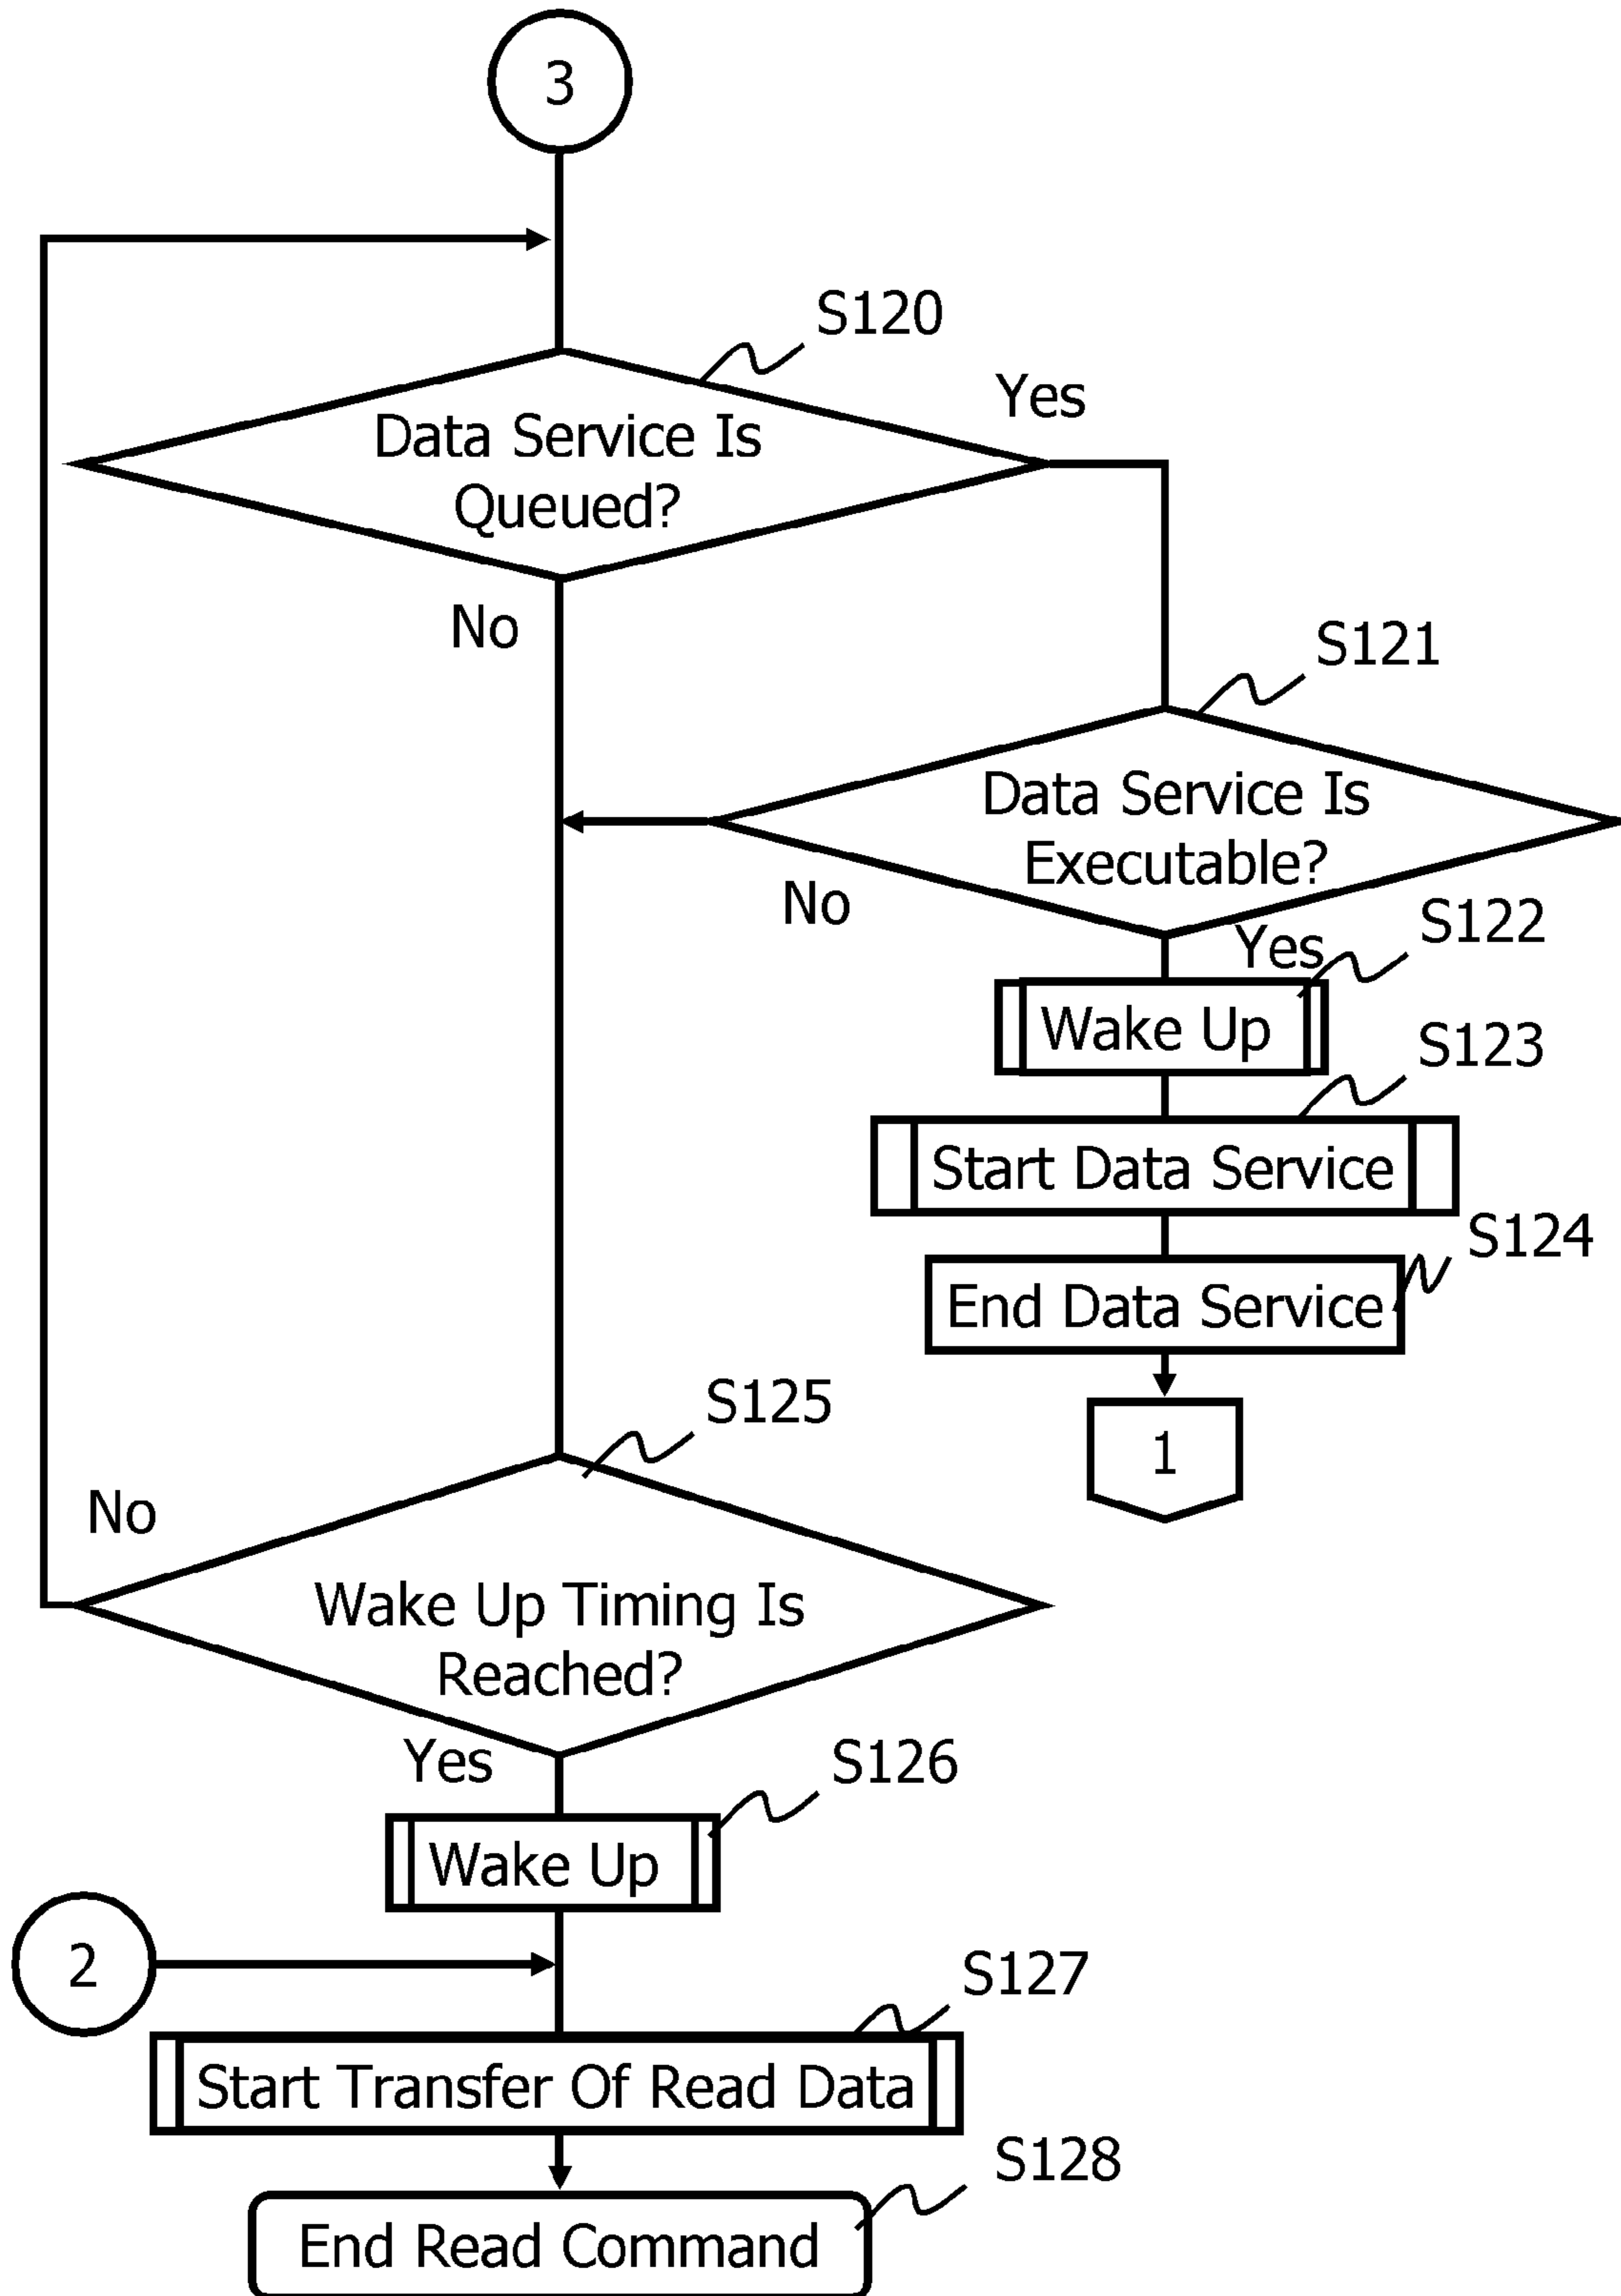 3
S120
Yes
Data Service Is
Queued?
No
S121
Data Service Is
Executable?
No
S122
Yes
Wake Up
S123
Start Data Service
S124
End Data Service
S125
1
No
Wake Up Timing Is
Reached?
Yes
S126
Wake Up
2
S127
Start Transfer Of Read Data
S128
End Read Command